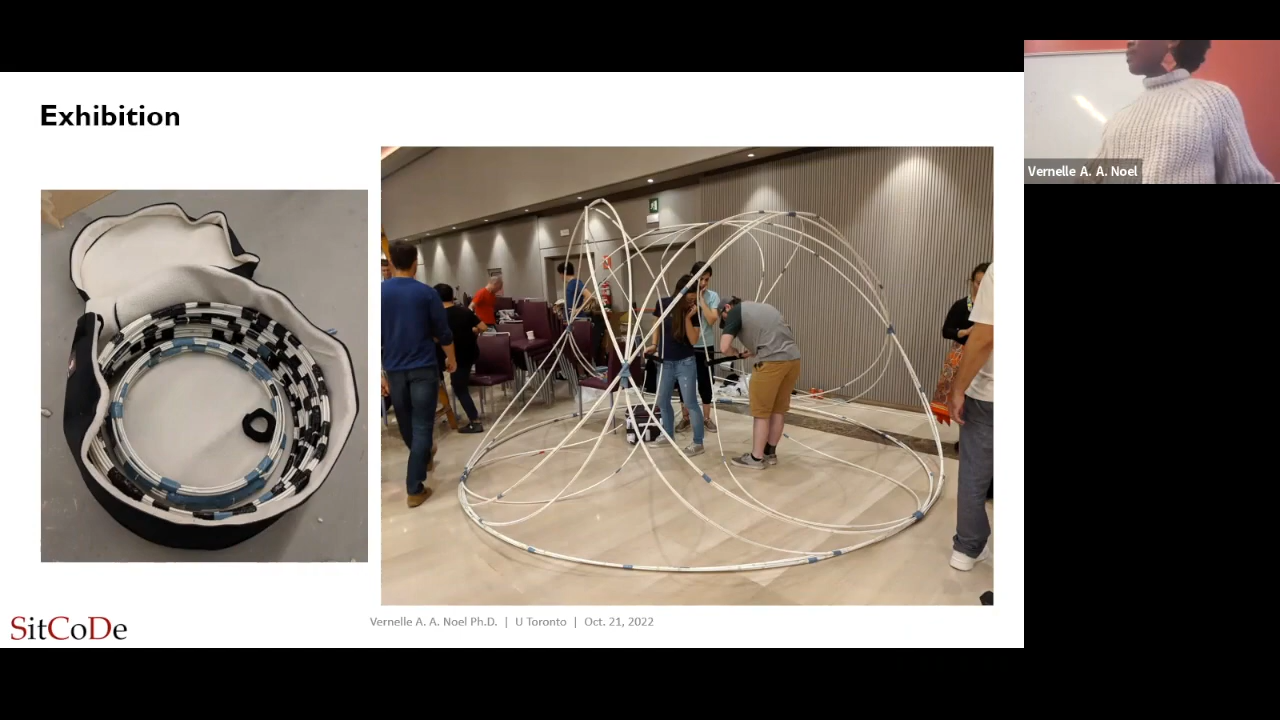 Exhibition
Vernelle A. A. Noel
SitCoDe
Vernelle A. A. Noel Ph.D. | U Toronto | Oct. 21, 2022